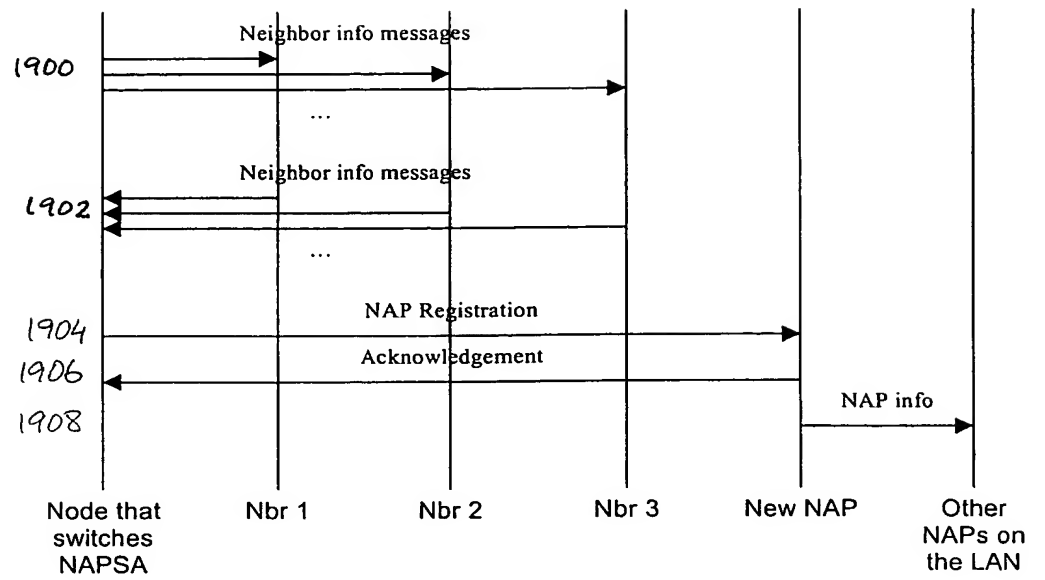 Neighbor info messages
1900
...
Neighbor info messages
1902
...
NAP Registration
1904
Acknowledgement
1906
NAP info
1908
Node that
switches
NAPSA
Nbr 1
Nbr 2
Nbr 3
New NAP
Other
NAPs on
the LAN